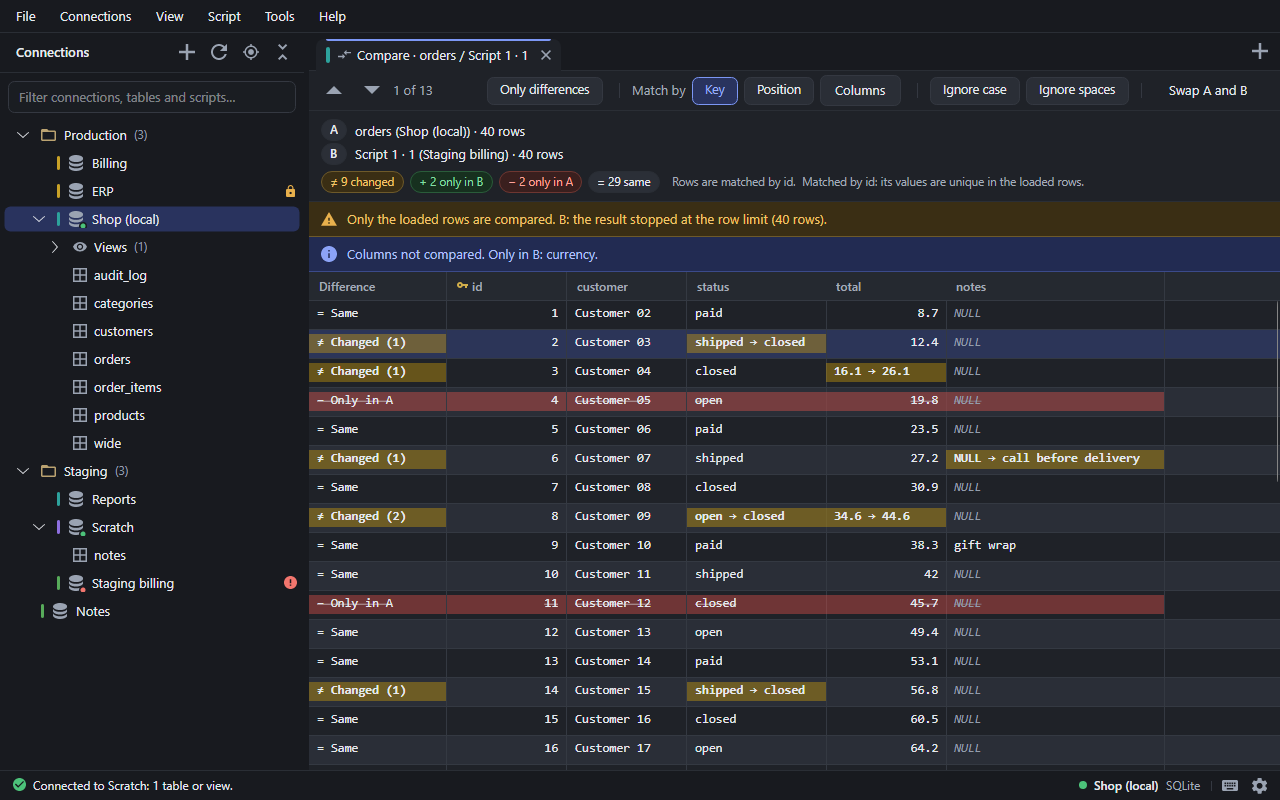 File Connections View Script Tools Help
Connections
Filter connections, tables and scripts...
Production (3)
Billing
ERP
Shop (local)
Views (1)
audit_log
categories
customers
orders
order_items
products
wide
Staging (3)
Reports
Scratch
notes
Staging billing
Notes
Compare · orders / Script 1 · 1
1 of 13 Only differences Match by Key Position Columns Ignore case Ignore spaces Swap A and B
A orders (Shop (local)) · 40 rows
B Script 1 · 1 (Staging billing) · 40 rows
≠ 9 changed + 2 only in B − 2 only in A = 29 same Rows are matched by id. Matched by id: its values are unique in the loaded rows.
Only the loaded rows are compared. B: the result stopped at the row limit (40 rows).
Columns not compared. Only in B: currency.
Difference id customer status total notes
= Same 1 Customer 02 paid 8.7 NULL
≠ Changed (1) 2 Customer 03 shipped → closed 12.4 NULL
≠ Changed (1) 3 Customer 04 closed 16.1 → 26.1 NULL
− Only in A 4 Customer 05 open 19.8 NULL
= Same 5 Customer 06 paid 23.5 NULL
≠ Changed (1) 6 Customer 07 shipped 27.2 NULL → call before delivery
= Same 7 Customer 08 closed 30.9 NULL
≠ Changed (2) 8 Customer 09 open → closed 34.6 → 44.6 NULL
= Same 9 Customer 10 paid 38.3 gift wrap
= Same 10 Customer 11 shipped 42 NULL
− Only in A 11 Customer 12 closed 45.7 NULL
= Same 12 Customer 13 open 49.4 NULL
= Same 13 Customer 14 paid 53.1 NULL
≠ Changed (1) 14 Customer 15 shipped → closed 56.8 NULL
= Same 15 Customer 16 closed 60.5 NULL
= Same 16 Customer 17 open 64.2 NULL
Connected to Scratch: 1 table or view. Shop (local) SQLite